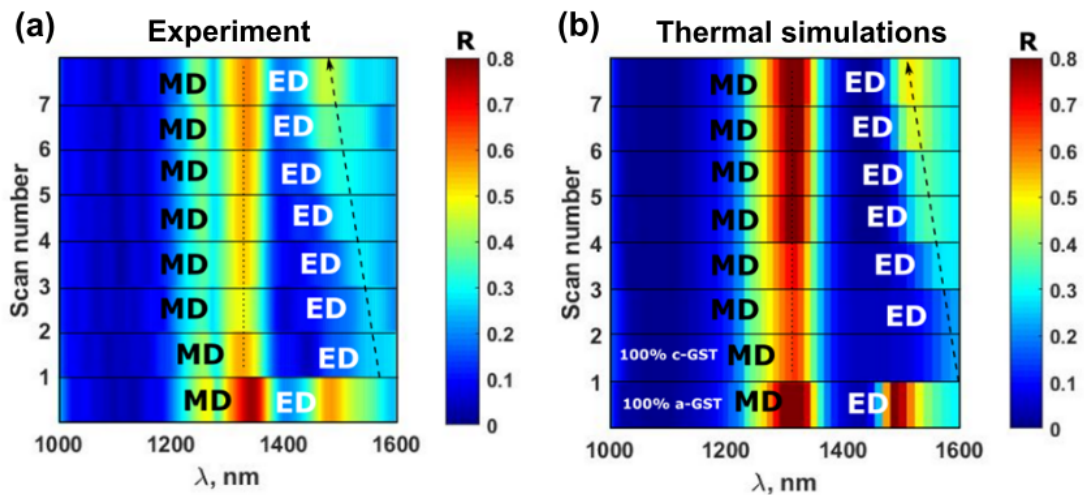 (a) Experiment
R
MD ED
MD ED
MD ED
MD ED
MD ED
MD ED
MD ED
MD ED
7
6
5
4
3
2
1
Scan number
1000 1200 1400 1600
λ, nm
0.8
0.7
0.6
0.5
0.4
0.3
0.2
0.1
0
(b) Thermal simulations
R
MD ED
MD ED
MD ED
MD ED
MD ED
MD ED
100% c-GST MD
100% a-GST MD ED
7
6
5
4
3
2
1
Scan number
1000 1200 1400 1600
λ, nm
0.8
0.7
0.6
0.5
0.4
0.3
0.2
0.1
0